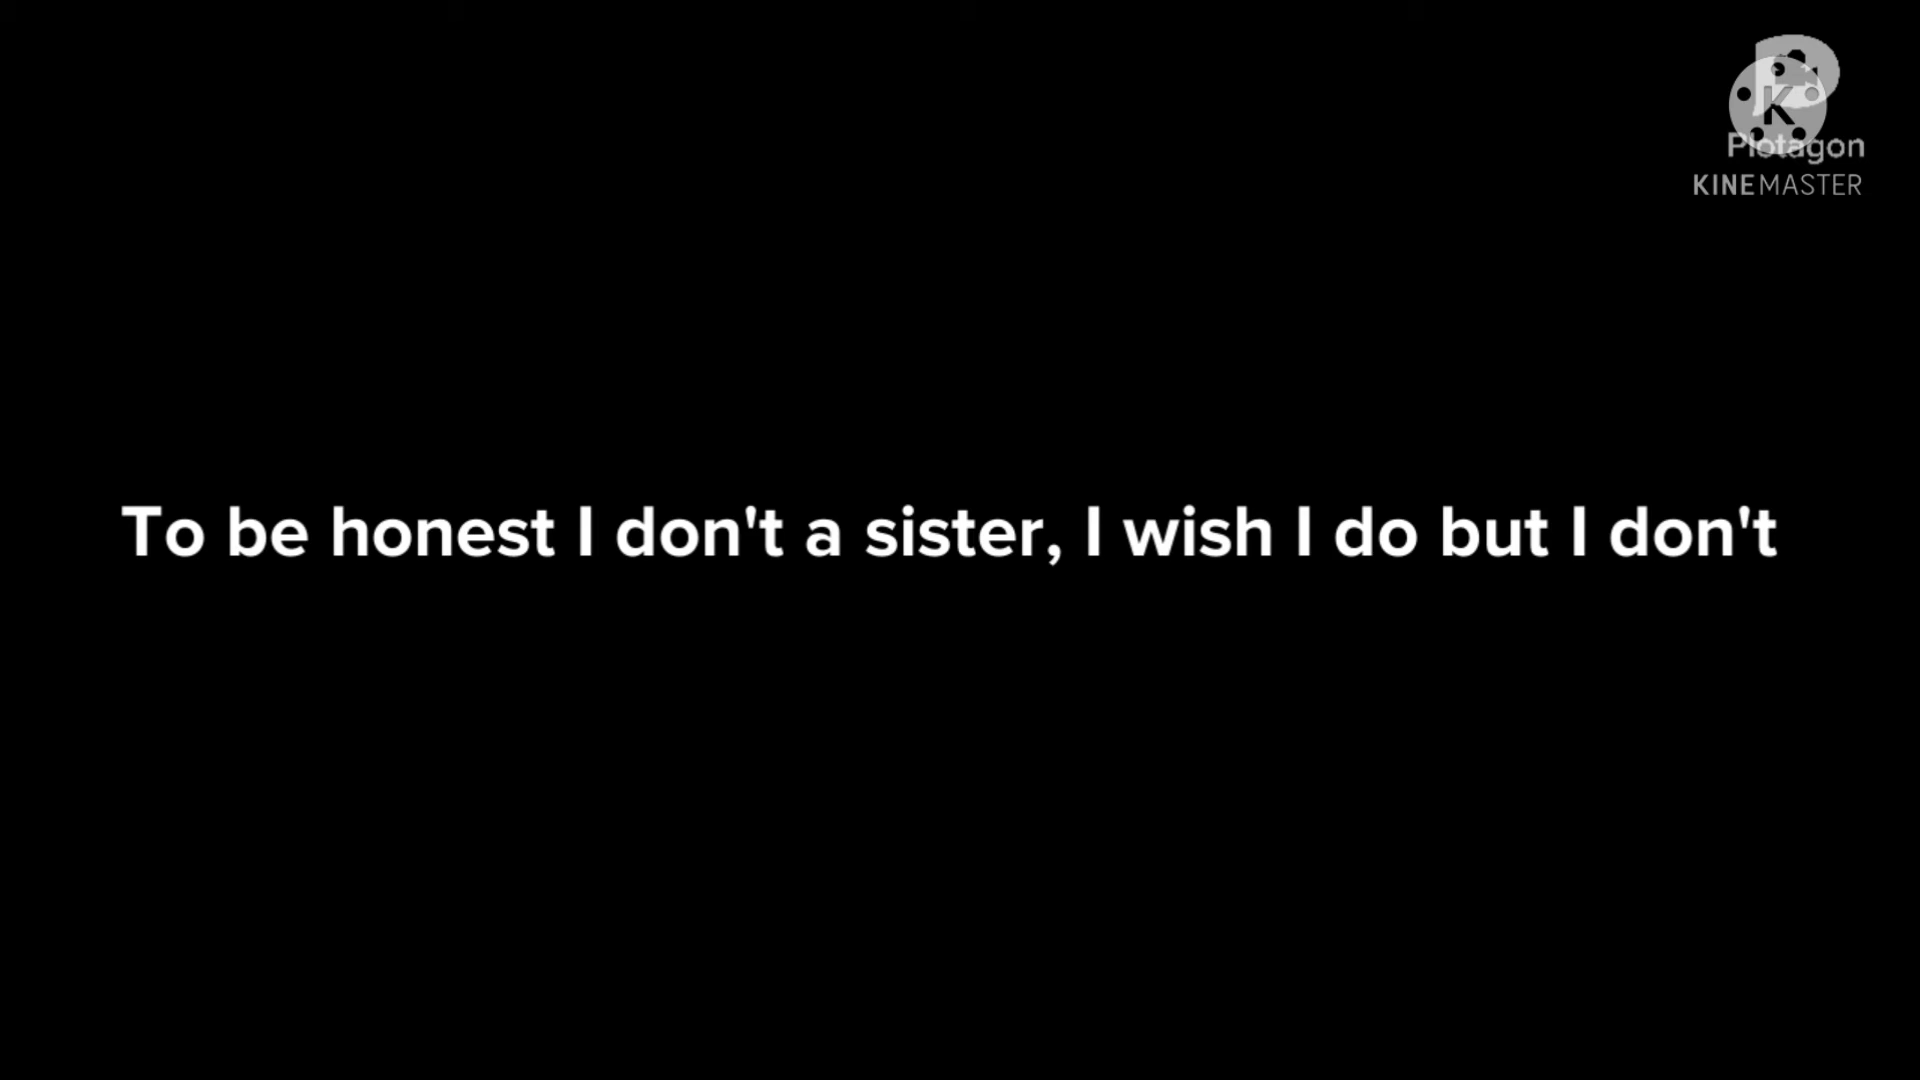 Plotagon
KINEMASTER
To be honest I don't a sister, I wish I do but I don't